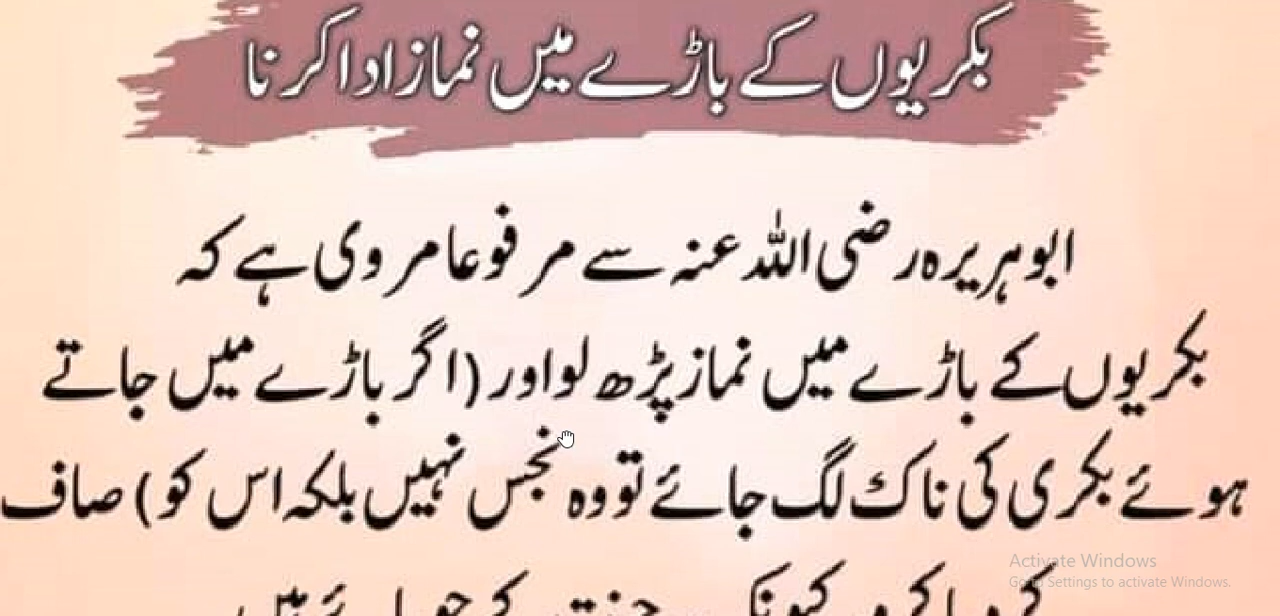 بکریوں کے باڑے میں نماز ادا کرنا
ابوہریرہ رضی اللہ عنہ سے مرفوعا مروی ہے کہ
بکریوں کے باڑے میں نماز پڑھ لو اور (اگر باڑے میں جاتے
ہوئے بکری کی ناک لگ جائے تو وہ نجس نہیں بلکہ اس کو) صاف
Activate Windows
Go to Settings to activate Windows.